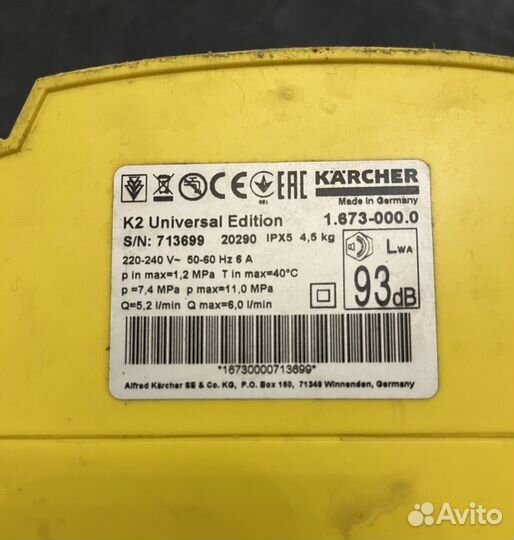 CE EAC KÄRCHER
Made in Germany
K2 Universal Edition 1.673-000.0
S/N: 713699 20290 IPX5 4,5 kg
220-240 V~ 50-60 Hz 6 A
p in max=1,2 MPa T in max=40°C
p =7,4 MPa p max=11,0 MPa
Q=5,2 l/min Q max=6,0 l/min
LWA
93dB
*16730000713699*
Alfred Kärcher SE & Co. KG, P.O. Box 160, 71349 Winnenden, Germany
Avito